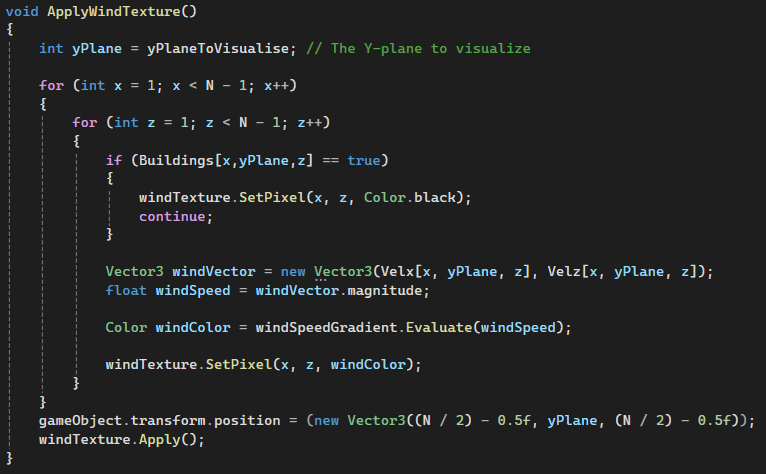 void ApplyWindTexture()
{
    int yPlane = yPlaneToVisualise; // The Y-plane to visualize

    for (int x = 1; x < N - 1; x++)
    {
        for (int z = 1; z < N - 1; z++)
        {
            if (Buildings[x,yPlane,z] == true)
            {
                windTexture.SetPixel(x, z, Color.black);
                continue;
            }

            Vector3 windVector = new Vector3(Velx[x, yPlane, z], Velz[x, yPlane, z]);
            float windSpeed = windVector.magnitude;

            Color windColor = windSpeedGradient.Evaluate(windSpeed);

            windTexture.SetPixel(x, z, windColor);
        }
    }
    gameObject.transform.position = (new Vector3((N / 2) - 0.5f, yPlane, (N / 2) - 0.5f));
    windTexture.Apply();
}